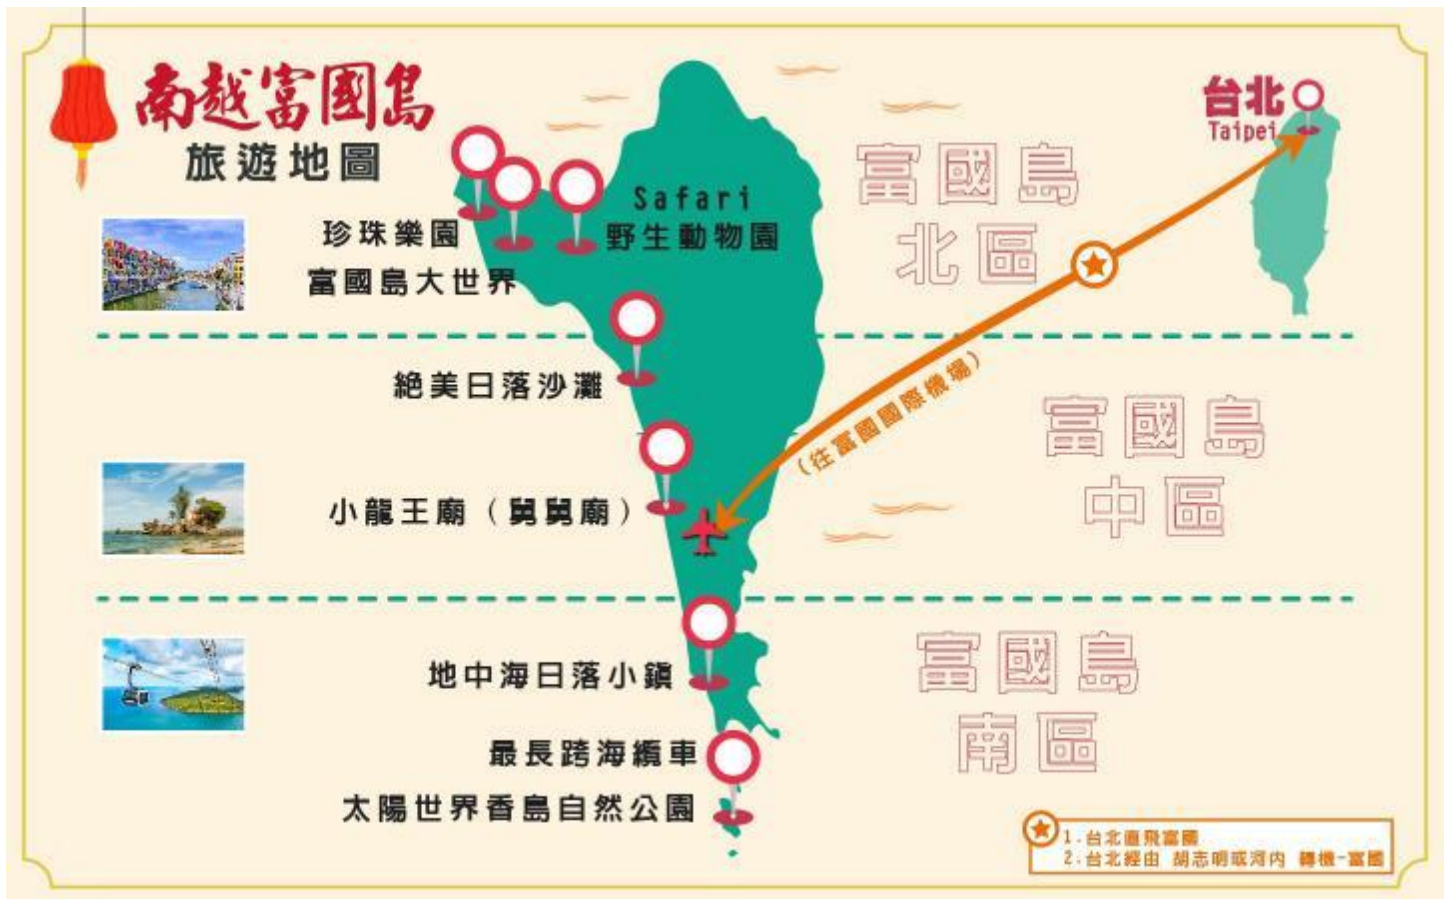 南越富國島
旅遊地圖
台北
Taipei
珍珠樂園
富國島大世界
Safari
野生動物園
富國島
北區
絕美日落沙灘
(往富國國際機場)
富國島
中區
小龍王廟（舅舅廟）
地中海日落小鎮
富國島
南區
最長跨海纜車
太陽世界香島自然公園
1.台北直飛富國
2.台北經由 胡志明或河內 轉機-富國